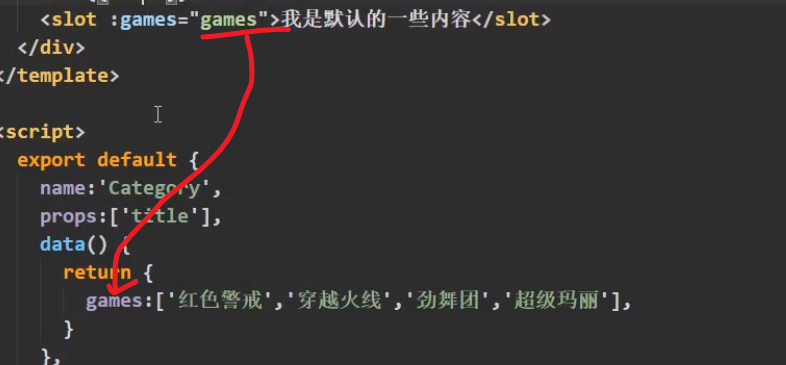 <slot :games="games">我是默认的一些内容</slot>
</div>
</template>
<script>
export default {
name:'Category',
props:['title'],
data() {
return {
games:['红色警戒','穿越火线','劲舞团','超级玛丽'],
}
},